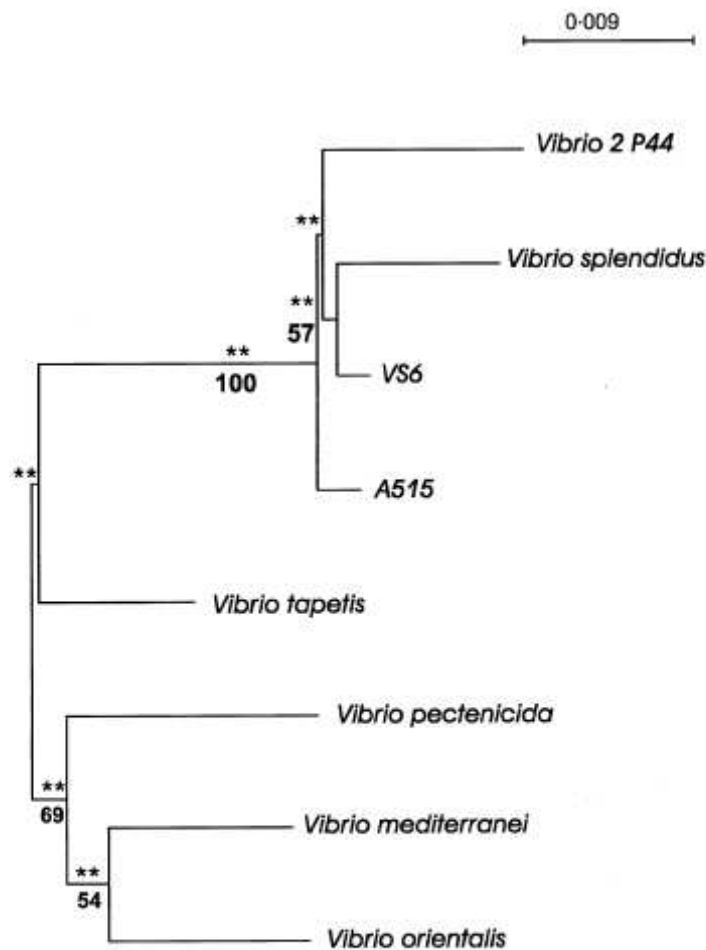 0·009
Vibrio 2 P44
**
Vibrio splendidus
**
57
**
100
VS6
**
A515
Vibrio tapetis
Vibrio pectenicida
**
69
Vibrio mediterranei
**
54
Vibrio orientalis